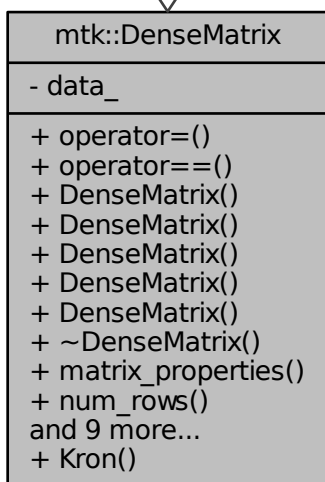 mtk::DenseMatrix
- data_
+ operator=()
+ operator==()
+ DenseMatrix()
+ DenseMatrix()
+ DenseMatrix()
+ DenseMatrix()
+ DenseMatrix()
+ ~DenseMatrix()
+ matrix_properties()
+ num_rows()
and 9 more...
+ Kron()